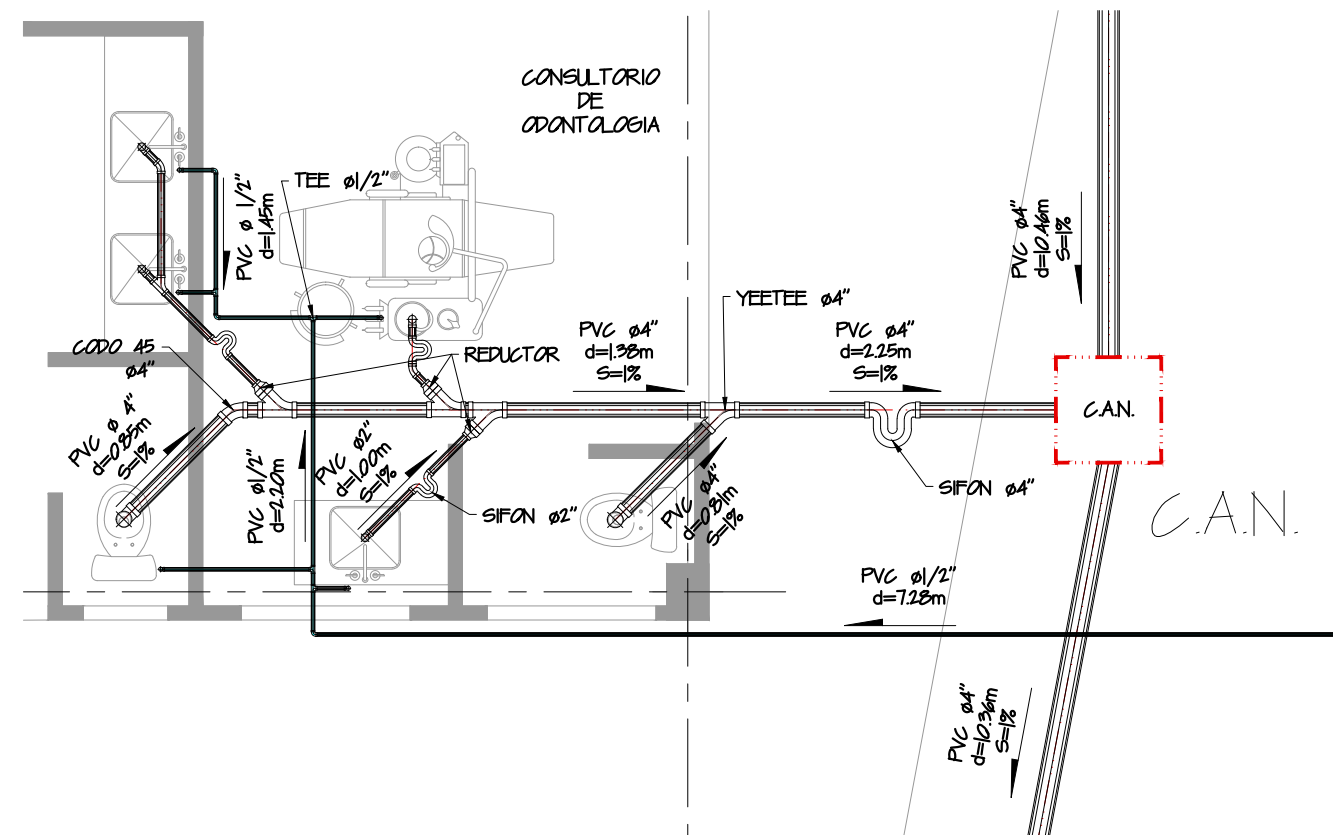 CONSULTORIO
DE
ODONTOLOGIA
TEE ø1/2"
PVC ø 1/2"
d=1.45m
CODO 45
ø4"
REDUCTOR
YEETEE ø4"
PVC ø4"
d=1.38m
S=1%
PVC ø4"
d=2.25m
S=1%
PVC ø4"
d=10.46m
S=1%
C.A.N.
PVC ø 4"
d=0.85m
S=1%
PVC ø1/2"
d=2.20m
PVC ø2"
d=1.00m
S=1%
SIFON ø2"
PVC ø4"
d=0.81m
S=1%
SIFON ø4"
C.A.N.
PVC ø1/2"
d=7.28m
PVC ø4"
d=10.36m
S=1%